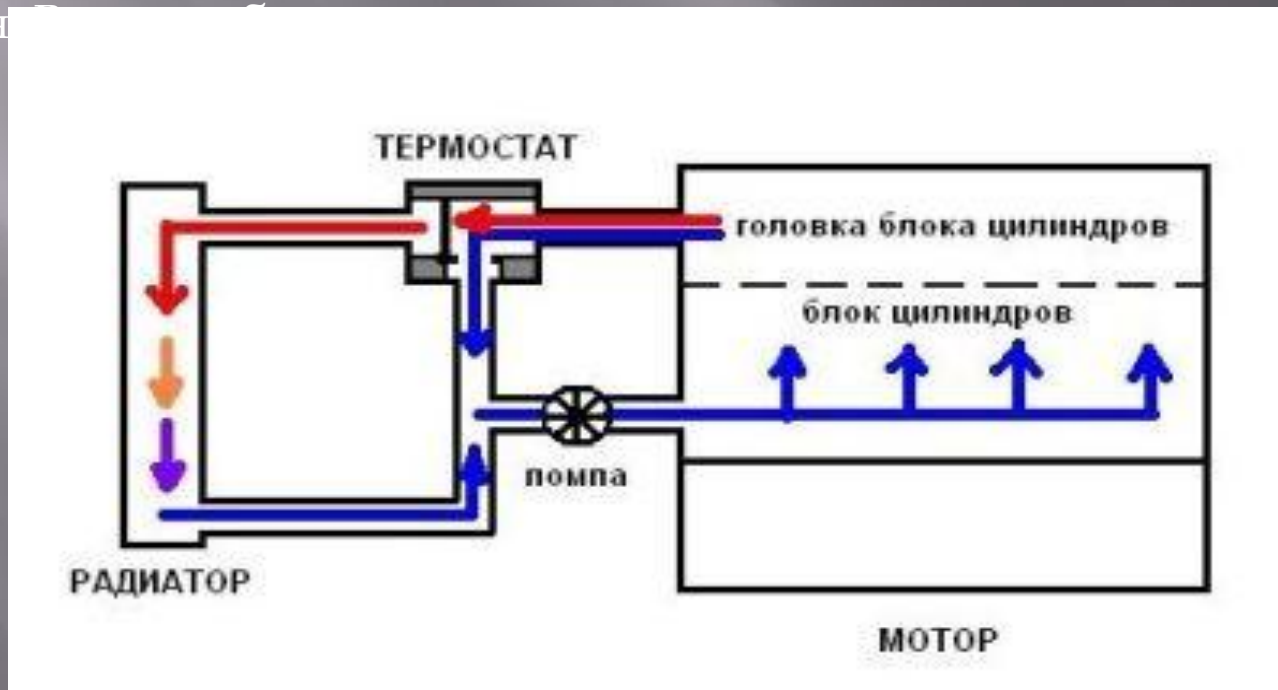 ТЕРМОСТАТ
головка блока цилиндров
блок цилиндров
помпа
РАДИАТОР
МОТОР